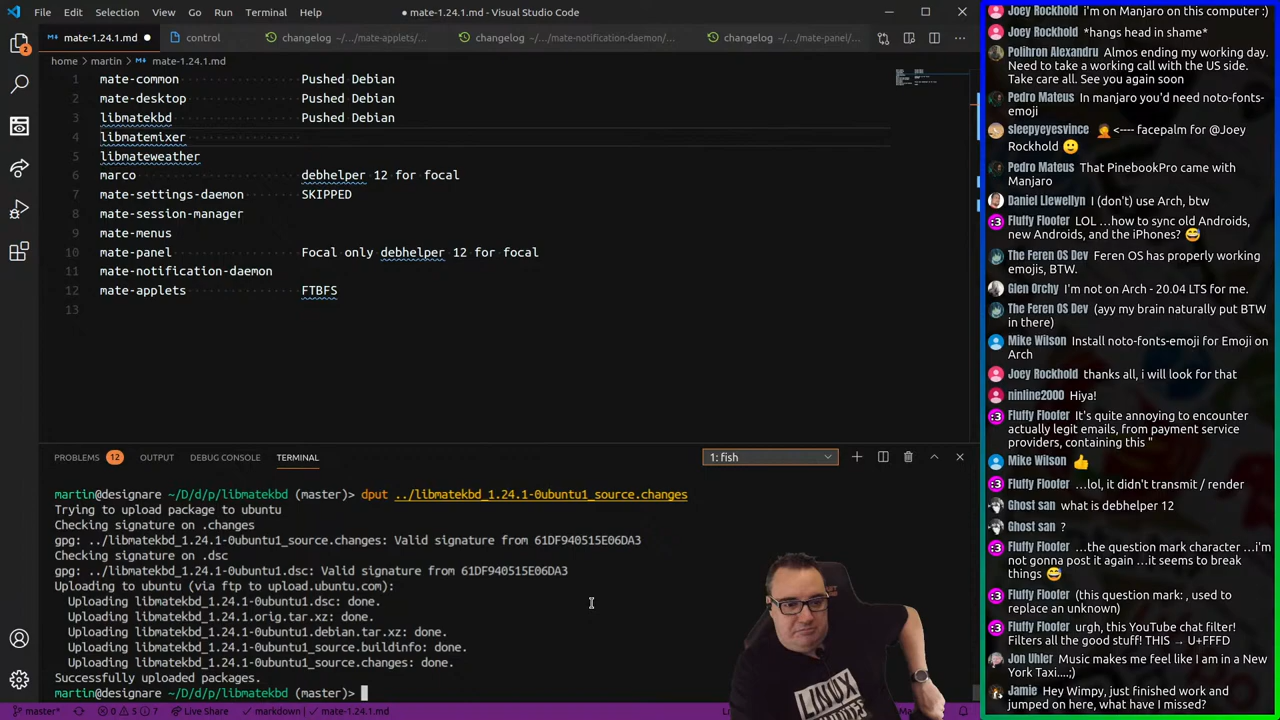 File Edit Selection View Go Run Terminal Help
● mate-1.24.1.md - Visual Studio Code
mate-1.24.1.md ●
control
changelog ~/.../mate-applets/...
changelog ~/.../mate-notification-daemon/...
changelog ~/.../mate-panel/...
home > martin > mate-1.24.1.md
1 mate-common Pushed Debian
2 mate-desktop Pushed Debian
3 libmatekbd Pushed Debian
4 libmatemixer
5 libmateweather
6 marco debhelper 12 for focal
7 mate-settings-daemon SKIPPED
8 mate-session-manager
9 mate-menus
10 mate-panel Focal only debhelper 12 for focal
11 mate-notification-daemon
12 mate-applets FTBFS
13
2
PROBLEMS 12 OUTPUT DEBUG CONSOLE TERMINAL
1: fish
martin@designare ~/D/d/p/libmatekbd (master)> dput ../libmatekbd_1.24.1-0ubuntu1_source.changes
Trying to upload package to ubuntu
Checking signature on .changes
gpg: ../libmatekbd_1.24.1-0ubuntu1_source.changes: Valid signature from 61DF940515E06DA3
Checking signature on .dsc
gpg: ../libmatekbd_1.24.1-0ubuntu1.dsc: Valid signature from 61DF940515E06DA3
Uploading to ubuntu (via ftp to upload.ubuntu.com):
Uploading libmatekbd_1.24.1-0ubuntu1.dsc: done.
Uploading libmatekbd_1.24.1.orig.tar.xz: done.
Uploading libmatekbd_1.24.1-0ubuntu1.debian.tar.xz: done.
Uploading libmatekbd_1.24.1-0ubuntu1_source.buildinfo: done.
Uploading libmatekbd_1.24.1-0ubuntu1_source.changes: done.
Successfully uploaded packages.
martin@designare ~/D/d/p/libmatekbd (master)>
LINUX
master* 0 5 7 Live Share markdown mate-1.24.1.md
Joey Rockhold i'm on Manjaro on this computer :)
Joey Rockhold *hangs head in shame*
Polihron Alexandru Almos ending my working day.
Need to take a working call with the US side.
Take care all. See you again soon
Pedro Mateus In manjaro you'd need noto-fonts-
emoji
sleepyeyesvince 🤦 <---- facepalm for @Joey
Rockhold 🙂
Pedro Mateus That PinebookPro came with
Manjaro
Daniel Llewellyn I (don't) use Arch, btw
Fluffy Floofer LOL ...how to sync old Androids,
new Androids, and the iPhones? 😅
The Feren OS Dev Feren OS has properly working
emojis, BTW.
Glen Orchy I'm not on Arch - 20.04 LTS for me.
The Feren OS Dev (ayy my brain naturally put BTW
in there)
Mike Wilson Install noto-fonts-emoji for Emoji on
Arch
Joey Rockhold thanks all, i will look for that
ninline2000 Hiya!
Fluffy Floofer It's quite annoying to encounter
actually legit emails, from payment service
providers, containing this "
Mike Wilson 👍
Fluffy Floofer ...lol, it didn't transmit / render
Ghost san what is debhelper 12
Ghost san ?
Fluffy Floofer ...the question mark character ...i'm
not gonna post it again ...it seems to break
things 😅
Fluffy Floofer (this question mark: , used to
replace an unknown)
Fluffy Floofer urgh, this YouTube chat filter!
Filters all the good stuff! THIS → U+FFFD
Jon Uhler Music makes me feel like I am in a New
York Taxi....;)
Jamie Hey Wimpy, just finished work and
jumped on here, what have I missed?